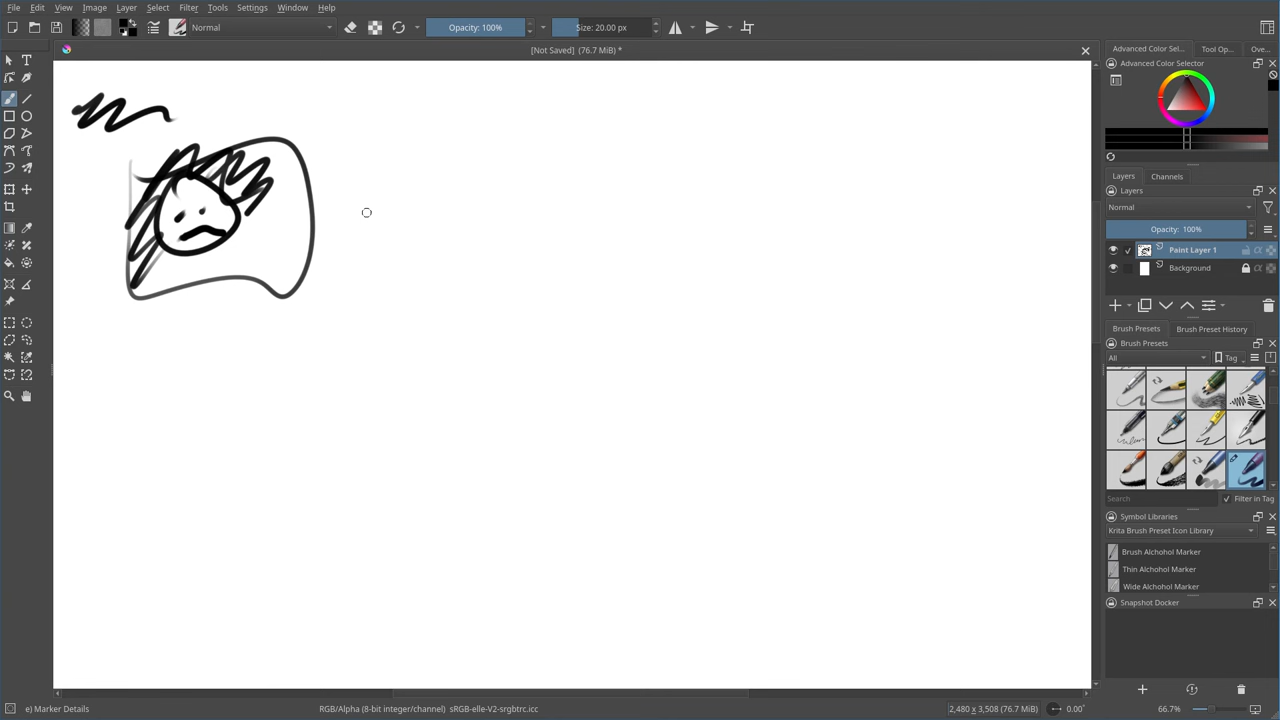 File Edit View Image Layer Select Filter Tools Settings Window Help
Normal Opacity: 100% Size: 20.00 px
[Not Saved] (76.7 MiB) *
Advanced Color Sel... Tool Op... Ove...
Advanced Color Selector
Layers Channels
Layers
Normal
Opacity: 100%
Paint Layer 1
Background
Brush Presets Brush Preset History
Brush Presets
All Tag
Search Filter in Tag
Symbol Libraries
Krita Brush Preset Icon Library
Brush Alchohol Marker
Thin Alchohol Marker
Wide Alchohol Marker
Snapshot Docker
e) Marker Details RGB/Alpha (8-bit integer/channel) sRGB-elle-V2-srgbtrc.icc 2,480 x 3,508 (76.7 MiB) 0.00° 66.7%